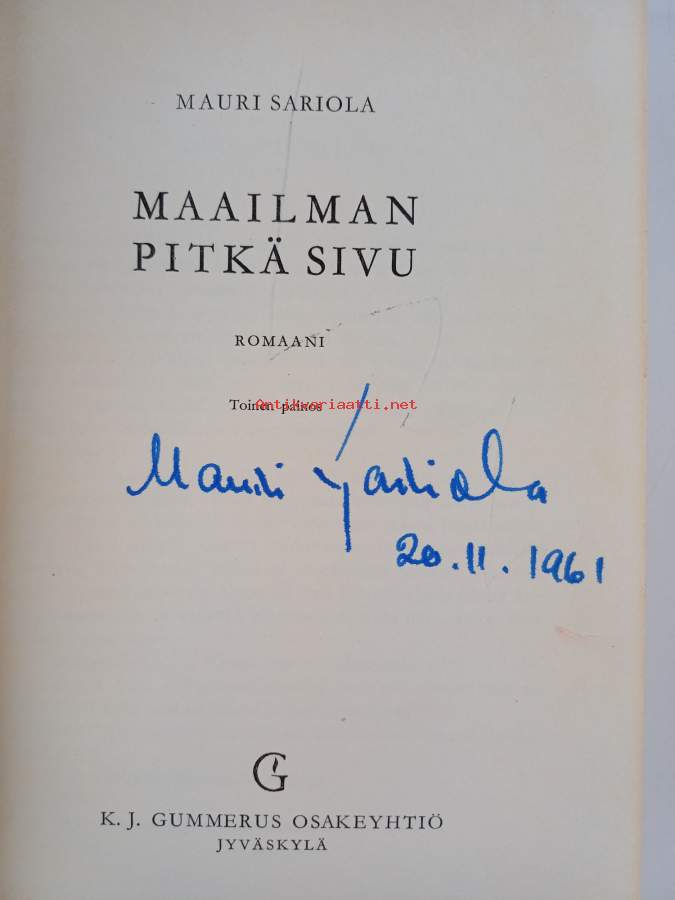 MAURI SARIOLA
MAAILMAN
PITKÄ SIVU
ROMAANI
Toinen painos
Antikvariaatti.net
Mauri Sariola
20.11.1961
G
K. J. GUMMERUS OSAKEYHTIÖ
JYVÄSKYLÄ